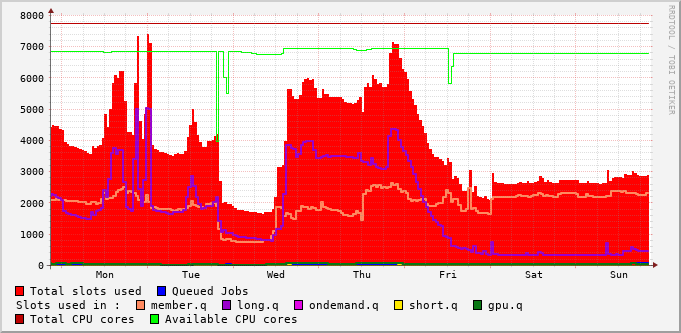 8000
7000
6000
5000
4000
3000
2000
1000
0
Mon Tue Wed Thu Fri Sat Sun
Total slots used Queued Jobs
Slots used in : member.q long.q ondemand.q short.q gpu.q
Total CPU cores Available CPU cores
RRDTOOL / TOBI OETIKER